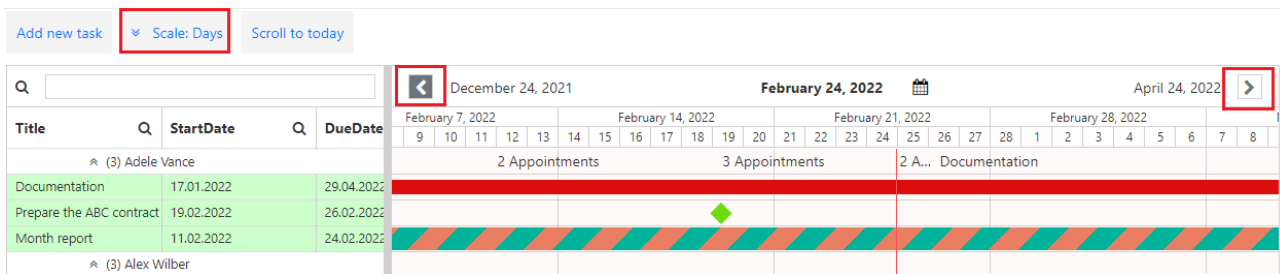 Add new task Scale: Days Scroll to today
December 24, 2021 February 24, 2022 April 24, 2022
February 7, 2022 February 14, 2022 February 21, 2022 February 28, 2022
Title StartDate DueDate
9 10 11 12 13 14 15 16 17 18 19 20 21 22 23 24 25 26 27 28 1 2 3 4 5 6 7 8
(3) Adele Vance 2 Appointments 3 Appointments 2 A... Documentation
Documentation 17.01.2022 29.04.2022
Prepare the ABC contract 19.02.2022 26.02.2022
Month report 11.02.2022 24.02.2022
(3) Alex Wilber